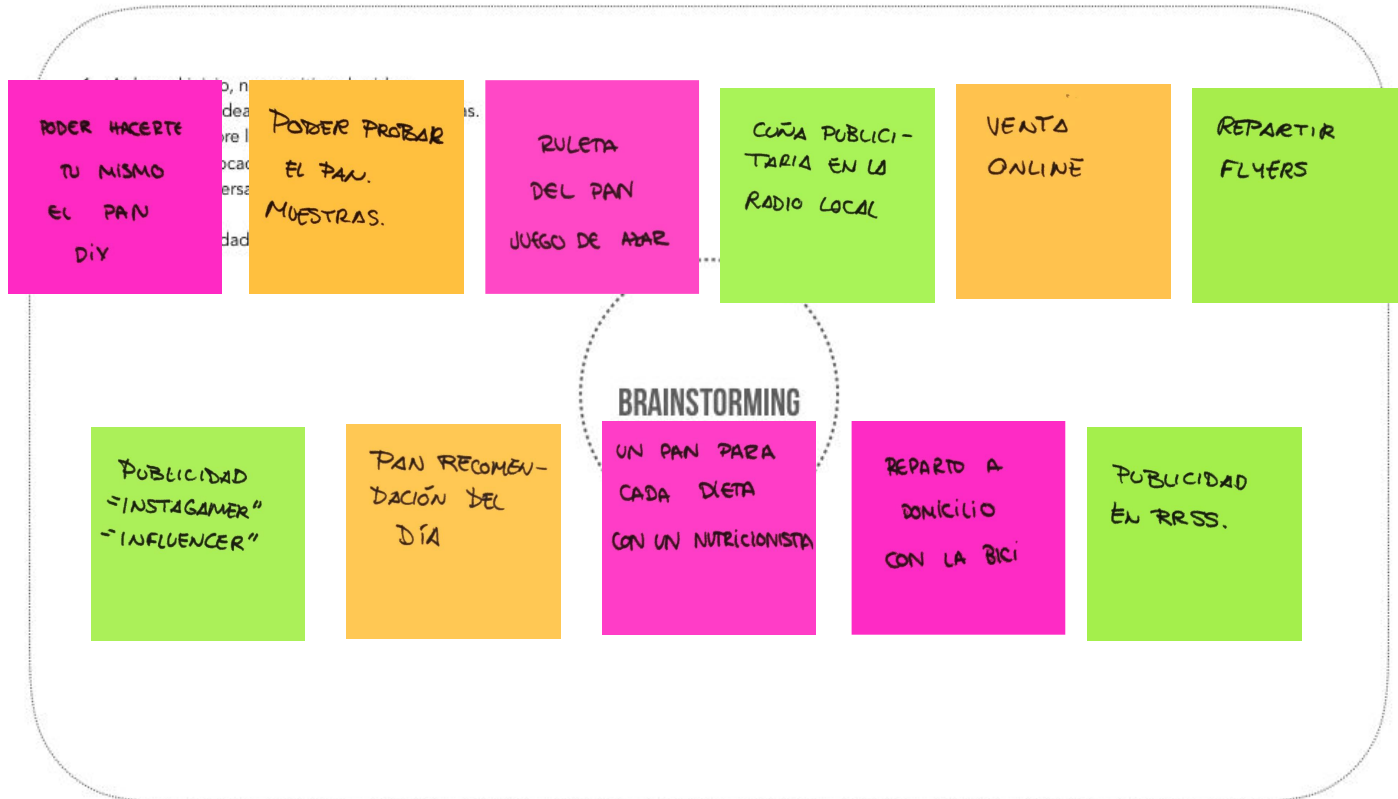 PODER HACERTE
TU MISMO
EL PAN
DIY
PODER PROBAR
EL PAN.
MUESTRAS.
RULETA
DEL PAN
JUEGO DE AZAR
CUÑA PUBLICI-
TARIA EN LA
RADIO LOCAL
VENTA
ONLINE
REPARTIR
FLYERS
BRAINSTORMING
PUBLICIDAD
"INSTAGAMER"
"INFLUENCER"
PAN RECOMEN-
DACIÓN DEL
DÍA
UN PAN PARA
CADA DIETA
CON UN NUTRICIONISTA
REPARTO A
DOMICILIO
CON LA BICI
PUBLICIDAD
EN RRSS.